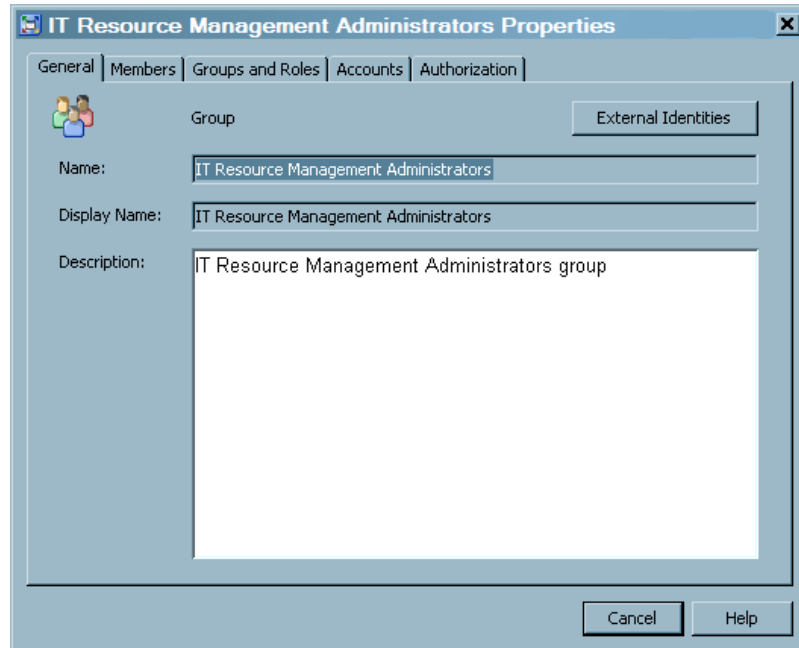 IT Resource Management Administrators Properties
General Members Groups and Roles Accounts Authorization
Group External Identities
Name: IT Resource Management Administrators
Display Name: IT Resource Management Administrators
Description: IT Resource Management Administrators group
Cancel Help